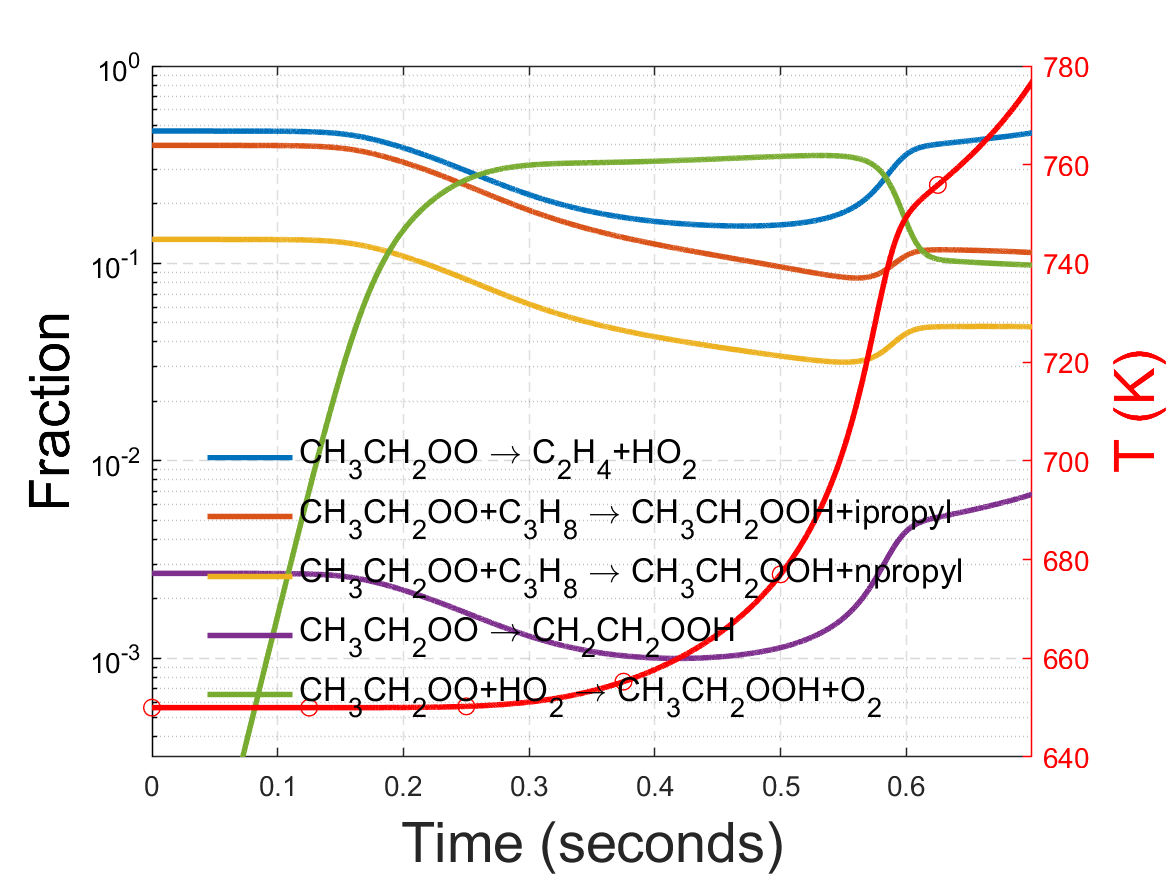 10⁰
10⁻¹
10⁻²
10⁻³
Fraction
780
760
740
720
700
680
660
640
T (K)
CH₃CH₂OO → C₂H₄+HO₂
CH₃CH₂OO+C₃H₈ → CH₃CH₂OOH+ipropyl
CH₃CH₂OO+C₃H₈ → CH₃CH₂OOH+npropyl
CH₃CH₂OO → CH₂CH₂OOH
CH₃CH₂OO+HO₂ → CH₃CH₂OOH+O₂
0 0.1 0.2 0.3 0.4 0.5 0.6
Time (seconds)